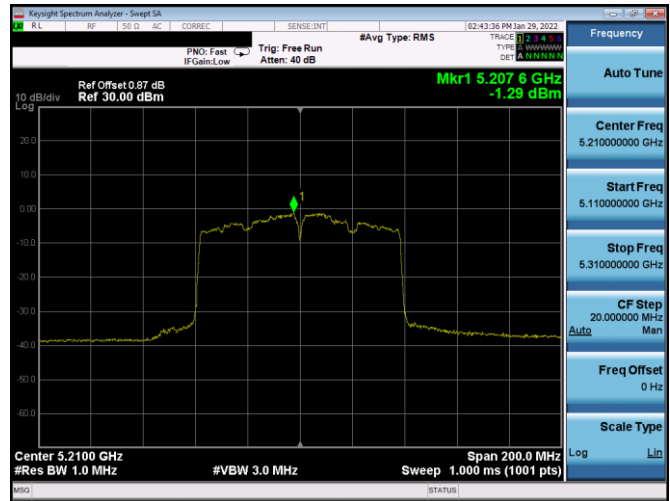 Keysight Spectrum Analyzer - Swept SA
RL RF 50 Ω AC CORREC SENSE:INT 02:43:36 PM Jan 29, 2022
#Avg Type: RMS TRACE 1 2 3 4 5 6
TYPE A WWWWW
DET A N N N N N
PNO: Fast Trig: Free Run
IFGain:Low Atten: 40 dB
Mkr1 5.207 6 GHz
-1.29 dBm
Ref Offset 0.87 dB
10 dB/div Ref 30.00 dBm
Log
20.0
10.0
0.00
-10.0
-20.0
-30.0
-40.0
-50.0
-60.0
1
Center 5.2100 GHz Span 200.0 MHz
#Res BW 1.0 MHz #VBW 3.0 MHz Sweep 1.000 ms (1001 pts)
MSG STATUS
Frequency
Auto Tune
Center Freq
5.210000000 GHz
Start Freq
5.110000000 GHz
Stop Freq
5.310000000 GHz
CF Step
20.000000 MHz
Auto Man
Freq Offset
0 Hz
Scale Type
Log Lin